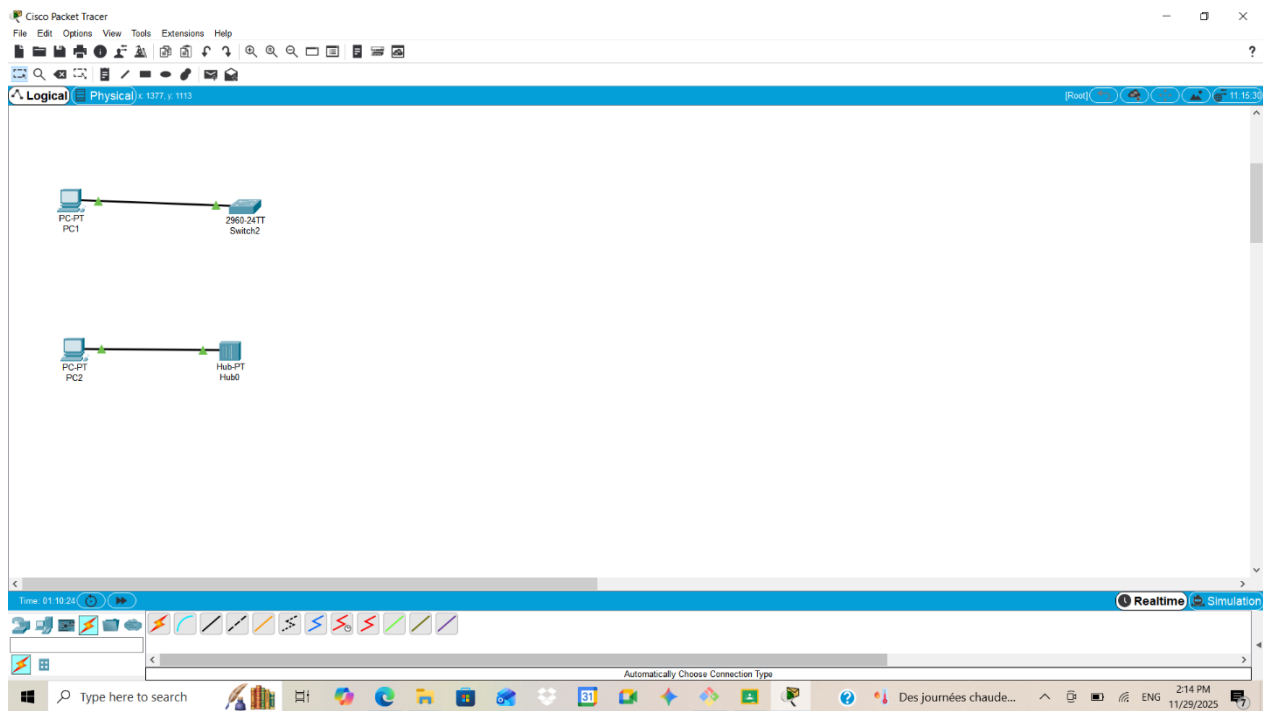 Cisco Packet Tracer
File Edit Options View Tools Extensions Help
?
Logical Physical x: 1377, y: 1113 [Root] 11:15:30
PC-PT
PC1
2960-24TT
Switch2
PC-PT
PC2
Hub-PT
Hub0
Time: 01:10:24 Realtime Simulation
Automatically Choose Connection Type
Type here to search 31 Des journées chaude... ENG 2:14 PM
11/29/2025 7